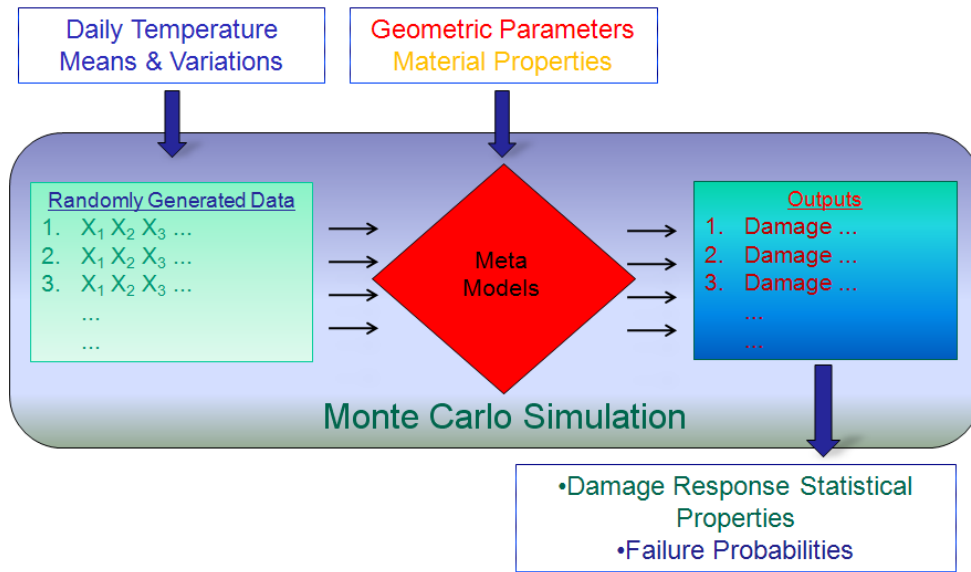 Daily Temperature
Means & Variations
Geometric Parameters
Material Properties
Randomly Generated Data
1. X₁ X₂ X₃ ...
2. X₁ X₂ X₃ ...
3. X₁ X₂ X₃ ...
...
...
Meta
Models
Outputs
1. Damage ...
2. Damage ...
3. Damage ...
...
...
Monte Carlo Simulation
•Damage Response Statistical
Properties
•Failure Probabilities